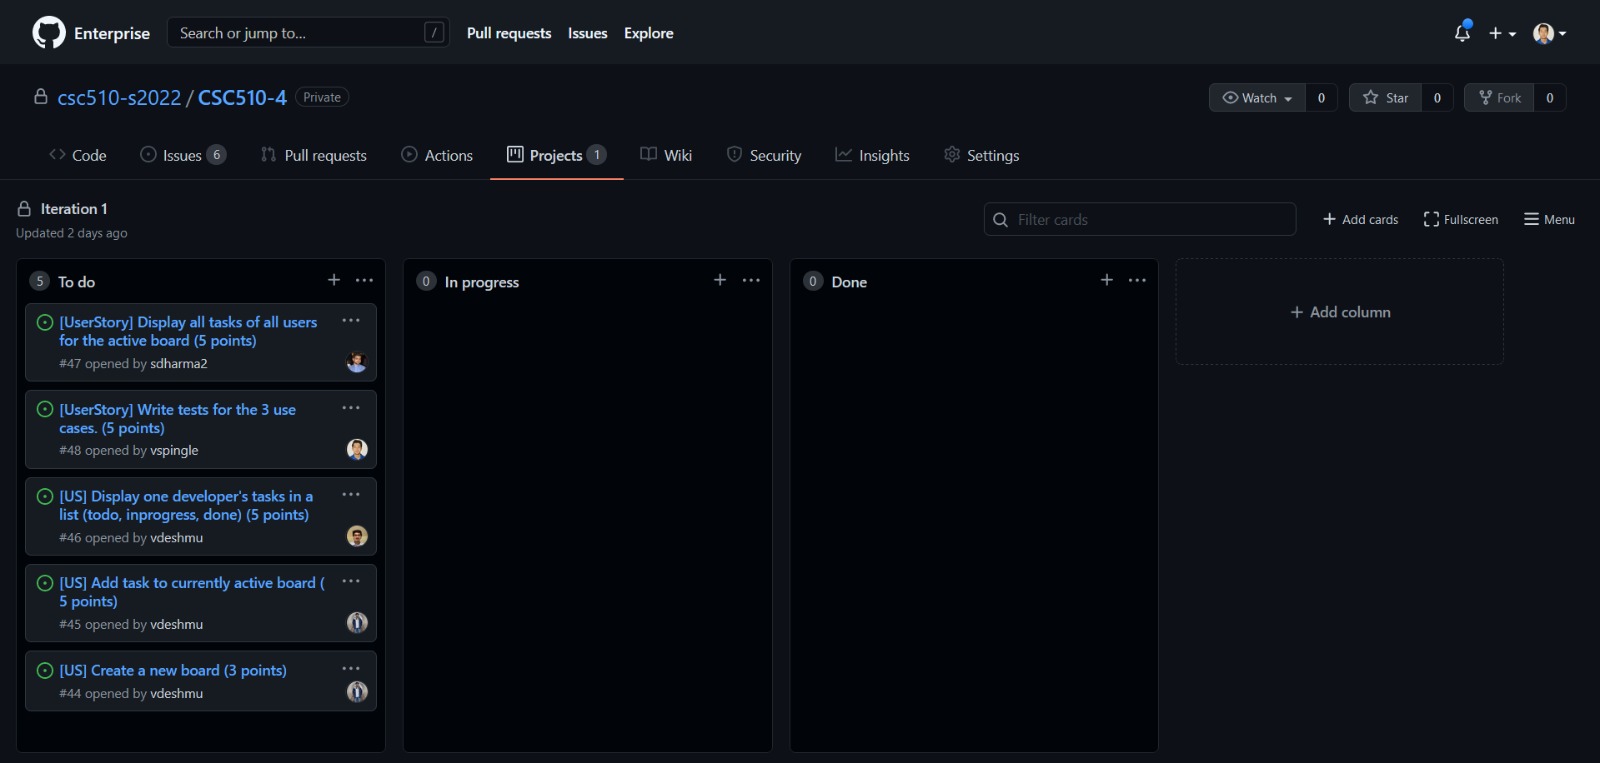 Enterprise
Search or jump to...
/
Pull requests
Issues
Explore
csc510-s2022 / CSC510-4
Private
Watch
0
Star
0
Fork
0
Code
Issues 6
Pull requests
Actions
Projects 1
Wiki
Security
Insights
Settings
Iteration 1
Updated 2 days ago
Filter cards
+ Add cards
Fullscreen
Menu
5 To do
[UserStory] Display all tasks of all users
for the active board (5 points)
#47 opened by sdharma2
[UserStory] Write tests for the 3 use
cases. (5 points)
#48 opened by vspingle
[US] Display one developer's tasks in a
list (todo, inprogress, done) (5 points)
#46 opened by vdeshmu
[US] Add task to currently active board (
5 points)
#45 opened by vdeshmu
[US] Create a new board (3 points)
#44 opened by vdeshmu
0 In progress
0 Done
+ Add column